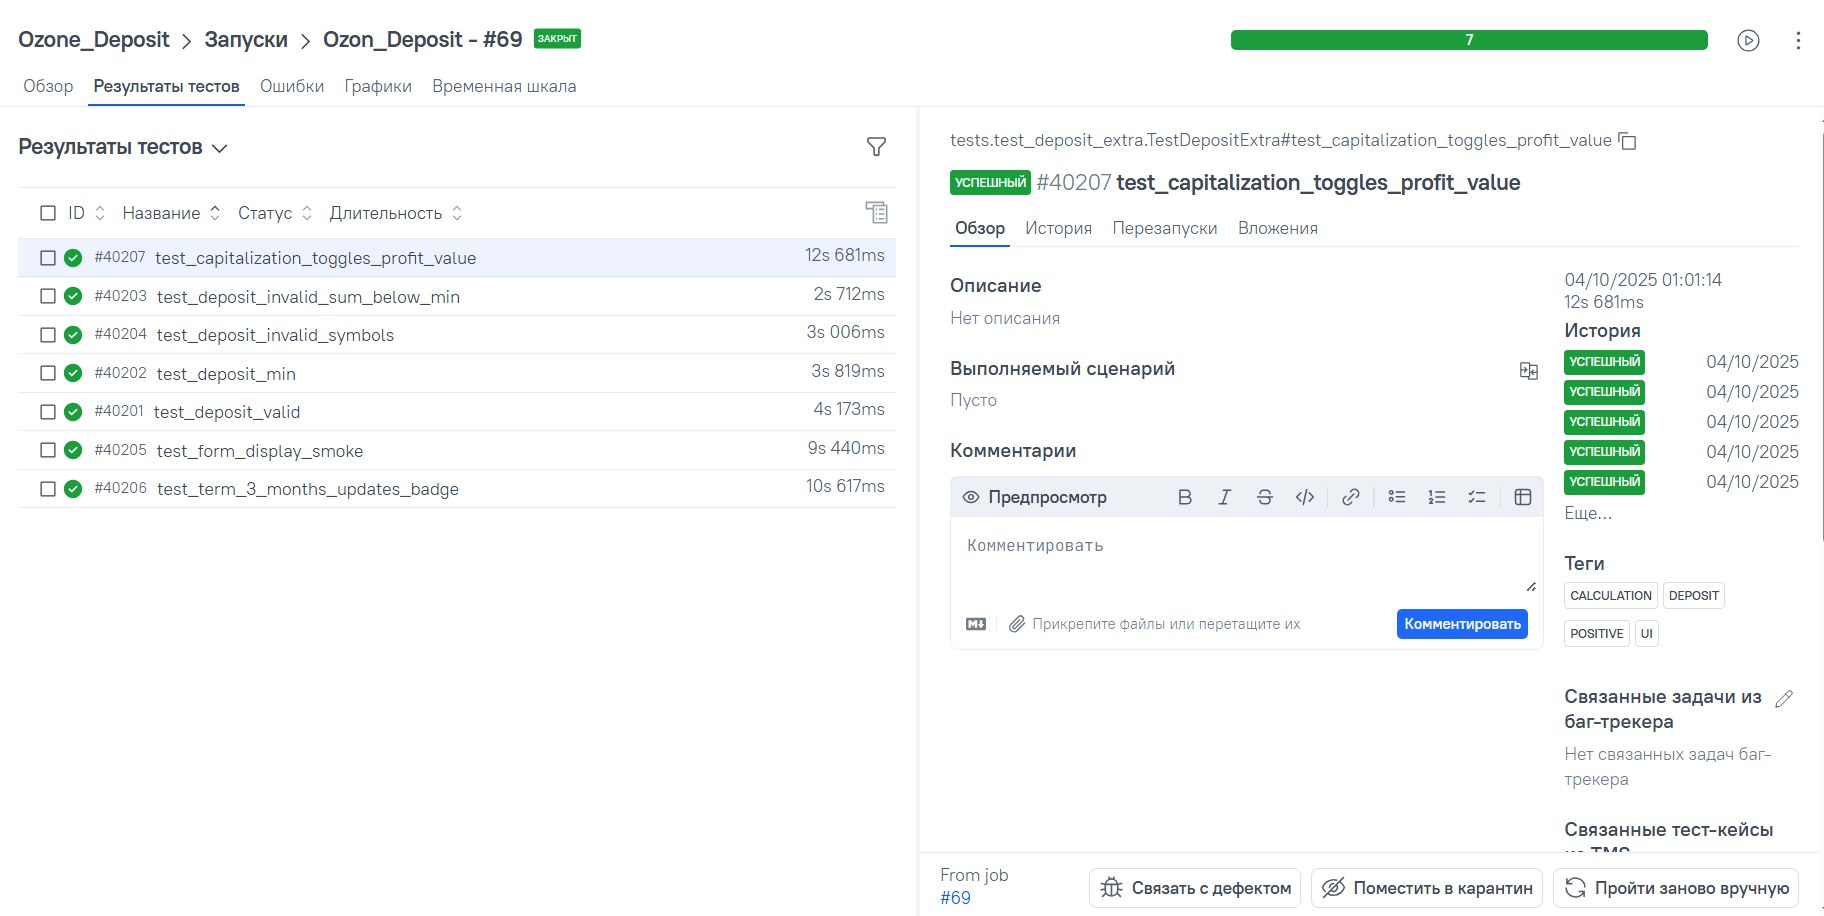 Ozone_Deposit > Запуски > Ozon_Deposit - #69 ЗАКРЫТ
7
Обзор Результаты тестов Ошибки Графики Временная шкала
Результаты тестов
ID Название Статус Длительность
#40207 test_capitalization_toggles_profit_value 12s 681ms
#40203 test_deposit_invalid_sum_below_min 2s 712ms
#40204 test_deposit_invalid_symbols 3s 006ms
#40202 test_deposit_min 3s 819ms
#40201 test_deposit_valid 4s 173ms
#40205 test_form_display_smoke 9s 440ms
#40206 test_term_3_months_updates_badge 10s 617ms
tests.test_deposit_extra.TestDepositExtra#test_capitalization_toggles_profit_value
УСПЕШНЫЙ #40207 test_capitalization_toggles_profit_value
Обзор История Перезапуски Вложения
Описание
Нет описания
Выполняемый сценарий
Пусто
Комментарии
Предпросмотр
Комментировать
Прикрепите файлы или перетащите их
Комментировать
04/10/2025 01:01:14
12s 681ms
История
УСПЕШНЫЙ 04/10/2025
УСПЕШНЫЙ 04/10/2025
УСПЕШНЫЙ 04/10/2025
УСПЕШНЫЙ 04/10/2025
УСПЕШНЫЙ 04/10/2025
Еще...
Теги
CALCULATION DEPOSIT
POSITIVE UI
Связанные задачи из
баг-трекера
Нет связанных задач баг-
трекера
Связанные тест-кейсы
из TMS
From job
#69
Связать с дефектом
Поместить в карантин
Пройти заново вручную